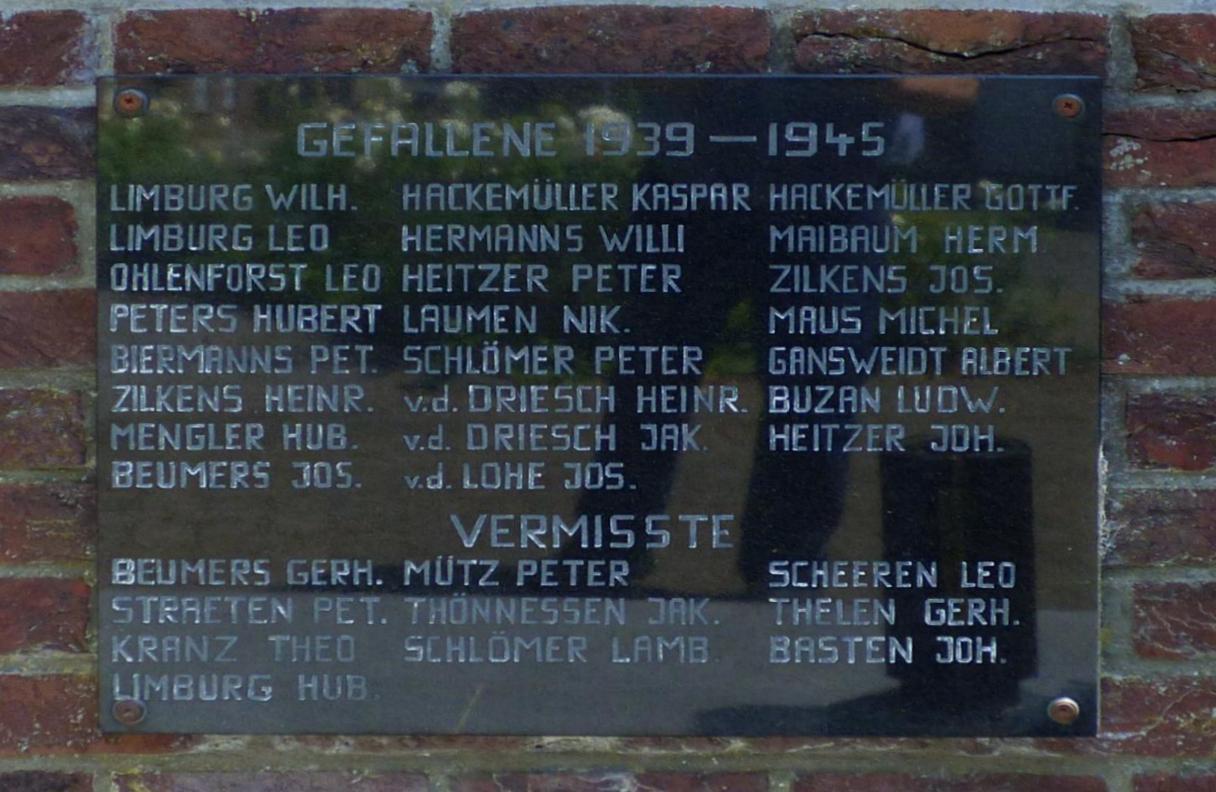 GEFALLENE 1939 — 1945
LIMBURG WILH. HACKEMÜLLER KASPAR HACKEMÜLLER GOTTF.
LIMBURG LEO HERMANNS WILLI MAIBAUM HERM
OHLENFORST LEO HEITZER PETER ZILKENS JOS.
PETERS HUBERT LAUMEN NIK. MAUS MICHEL
BIERMANNS PET. SCHLÖMER PETER GANSWEIDT ALBERT
ZILKENS HEINR. v.d. DRIESCH HEINR. BUZAN LUDW.
MENGLER HUB. v.d. DRIESCH JAK. HEITZER JOH.
BEUMERS JOS. v.d. LOHE JOS.
VERMISSTE
BEUMERS GERH. MÜTZ PETER SCHEEREN LEO
STRAETEN PET. THÖNNESSEN JAK. THELEN GERH.
KRANZ THEO SCHLÖMER LAMB. BASTEN JOH.
LIMBURG HUB.